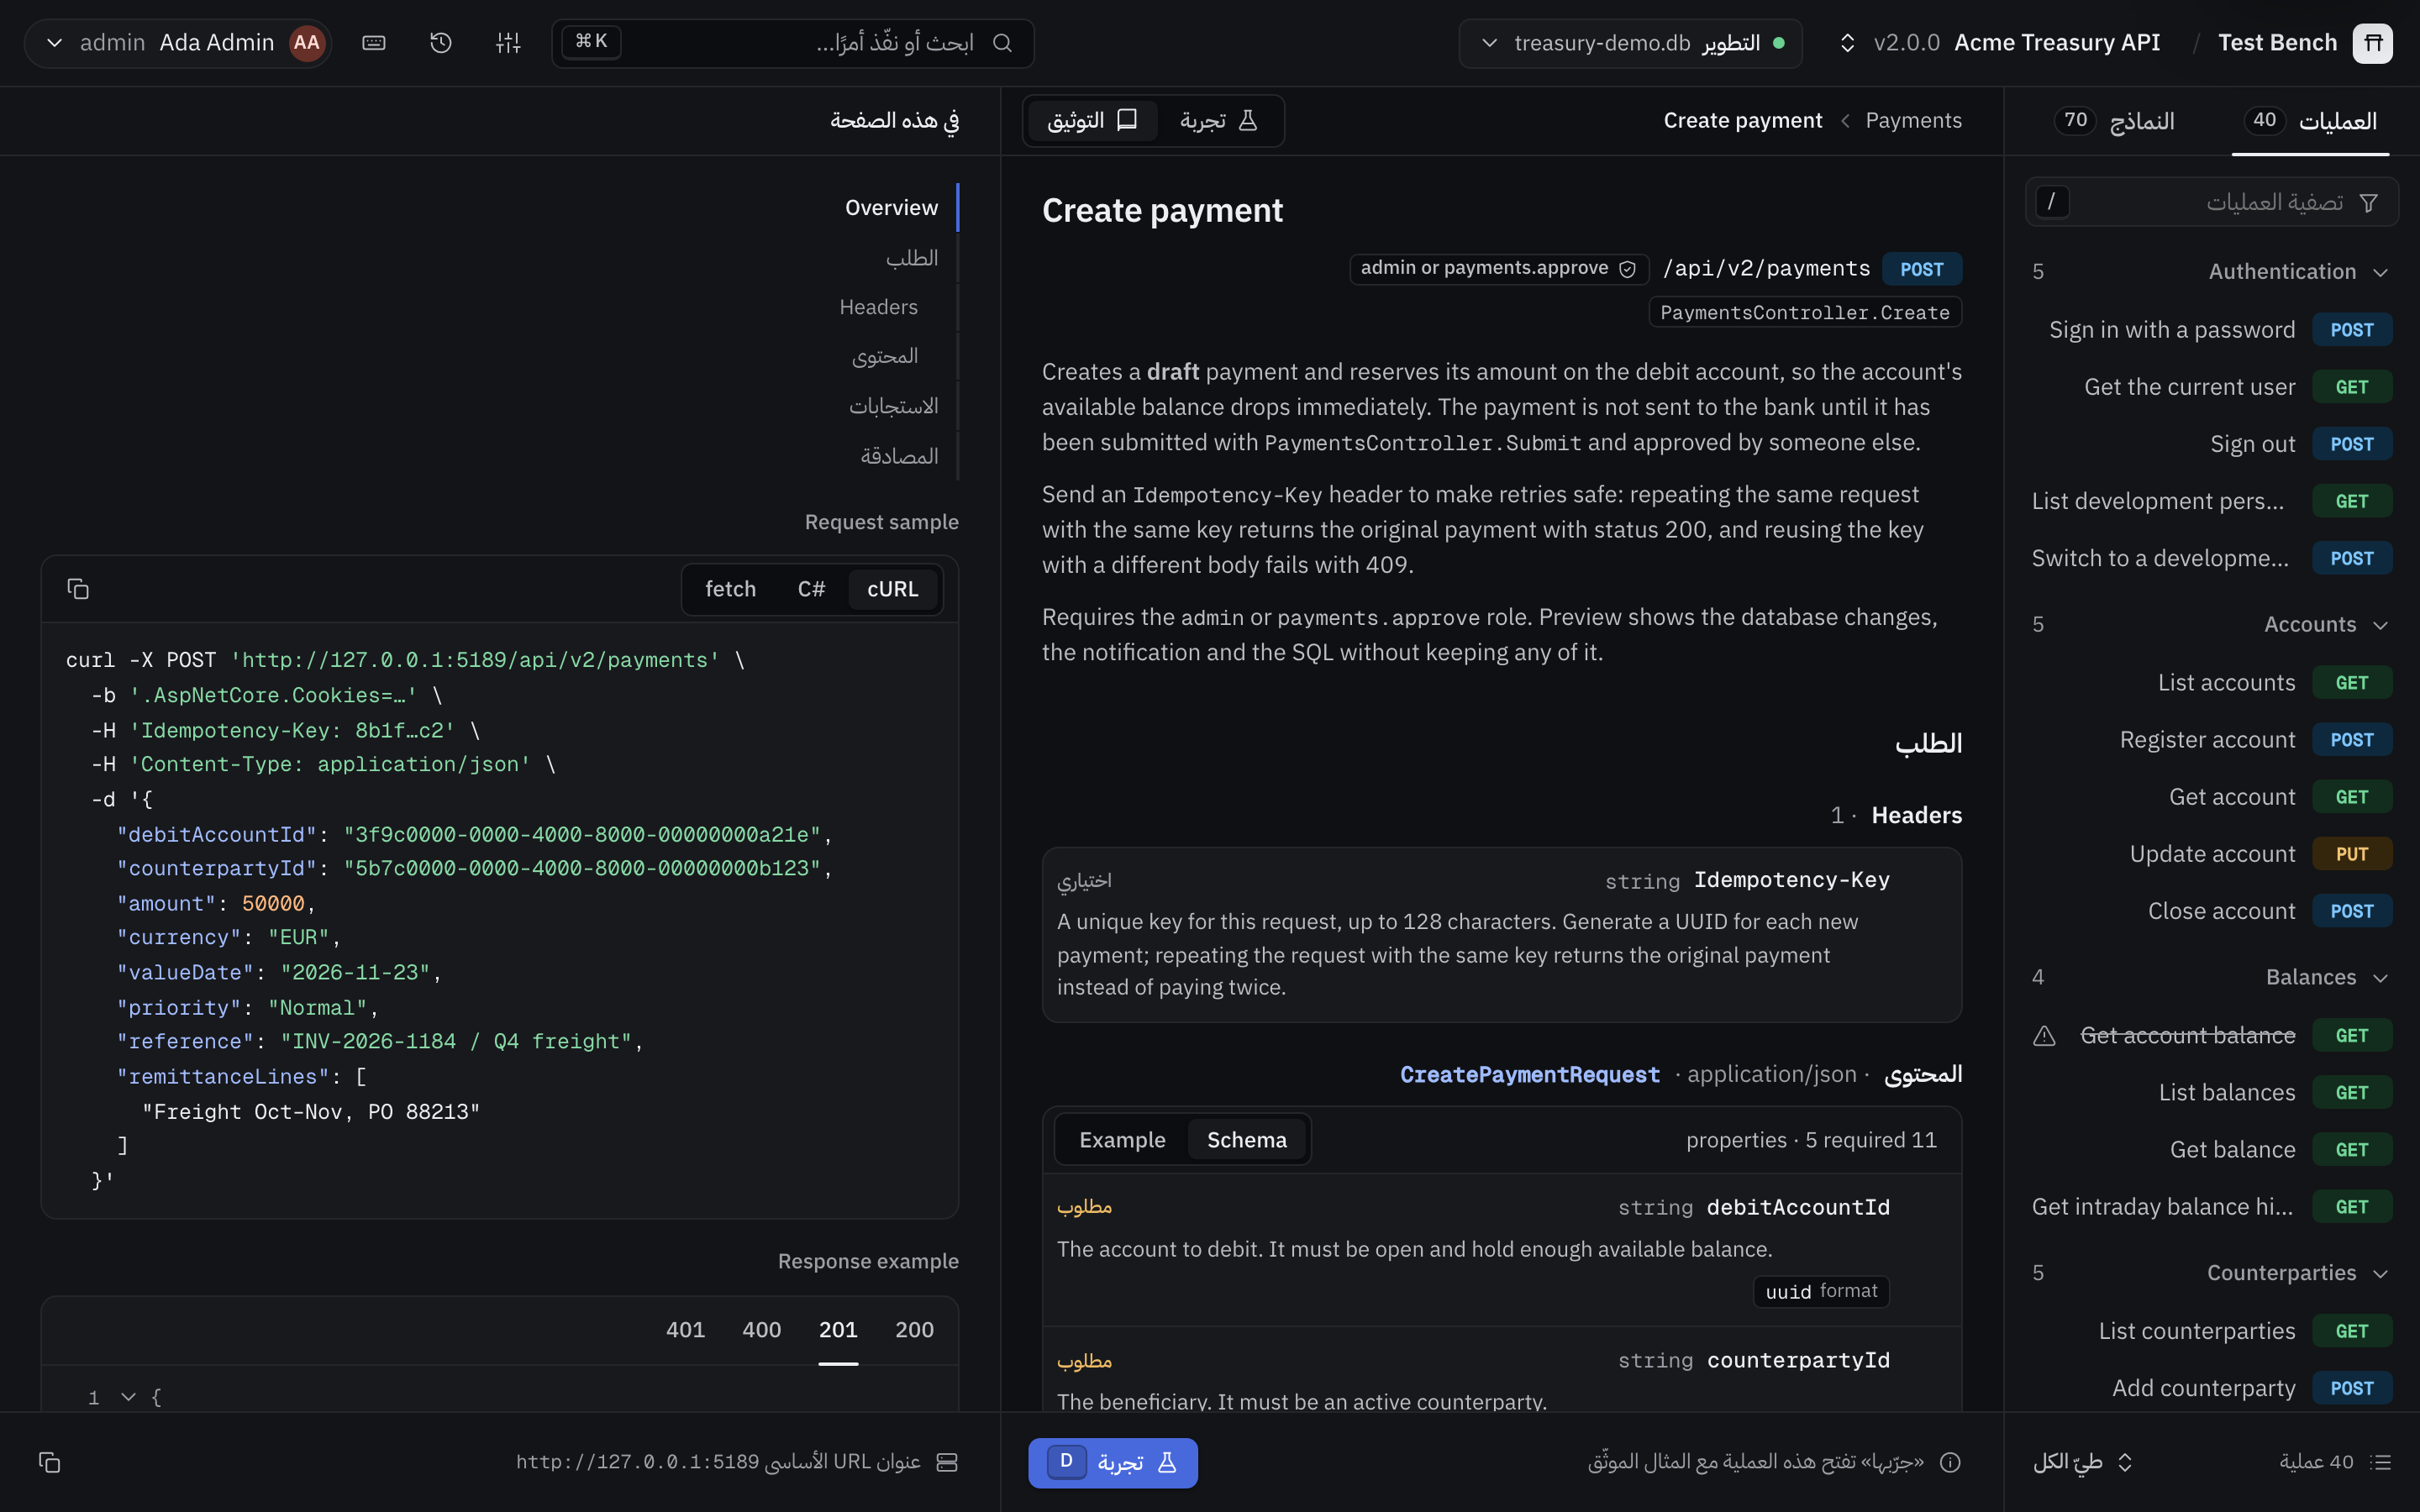 Test Bench / Acme Treasury API v2.0.0
التطوير treasury-demo.db
ابحث أو نفّذ أمرًا... ⌘K
AA Ada Admin admin
العمليات 40
النماذج 70
تصفية العمليات /
Authentication 5
POST Sign in with a password
GET Get the current user
POST Sign out
GET List development pers...
POST Switch to a developme...
Accounts 5
GET List accounts
POST Register account
GET Get account
PUT Update account
POST Close account
Balances 4
GET Get account balance
GET List balances
GET Get balance
GET Get intraday balance hi...
Counterparties 5
GET List counterparties
POST Add counterparty
40 عملية
طيّ الكل
Payments
Create payment
تجربة
التوثيق
Create payment
POST /api/v2/payments admin or payments.approve
PaymentsController.Create
Creates a draft payment and reserves its amount on the debit account, so the account's
available balance drops immediately. The payment is not sent to the bank until it has
been submitted with PaymentsController.Submit and approved by someone else.
Send an Idempotency-Key header to make retries safe: repeating the same request
with the same key returns the original payment with status 200, and reusing the key
with a different body fails with 409.
Requires the admin or payments.approve role. Preview shows the database changes,
the notification and the SQL without keeping any of it.
الطلب
Headers · 1
Idempotency-Key string اختياري
A unique key for this request, up to 128 characters. Generate a UUID for each new
payment; repeating the request with the same key returns the original payment
instead of paying twice.
المحتوى · application/json · CreatePaymentRequest
properties · 5 required 11
Schema
Example
debitAccountId string مطلوب
The account to debit. It must be open and hold enough available balance.
format uuid
counterpartyId string مطلوب
The beneficiary. It must be an active counterparty.
«جرّبها» تفتح هذه العملية مع المثال الموثّق
تجربة D
في هذه الصفحة
Overview
الطلب
Headers
المحتوى
الاستجابات
المصادقة
Request sample
cURL C# fetch
curl -X POST 'http://127.0.0.1:5189/api/v2/payments' \
-b '.AspNetCore.Cookies=…' \
-H 'Idempotency-Key: 8b1f…c2' \
-H 'Content-Type: application/json' \
-d '{
"debitAccountId": "3f9c0000-0000-4000-8000-00000000a21e",
"counterpartyId": "5b7c0000-0000-4000-8000-00000000b123",
"amount": 50000,
"currency": "EUR",
"valueDate": "2026-11-23",
"priority": "Normal",
"reference": "INV-2026-1184 / Q4 freight",
"remittanceLines": [
"Freight Oct-Nov, PO 88213"
]
}'
Response example
200 201 400 401
1 {
عنوان URL الأساسي http://127.0.0.1:5189